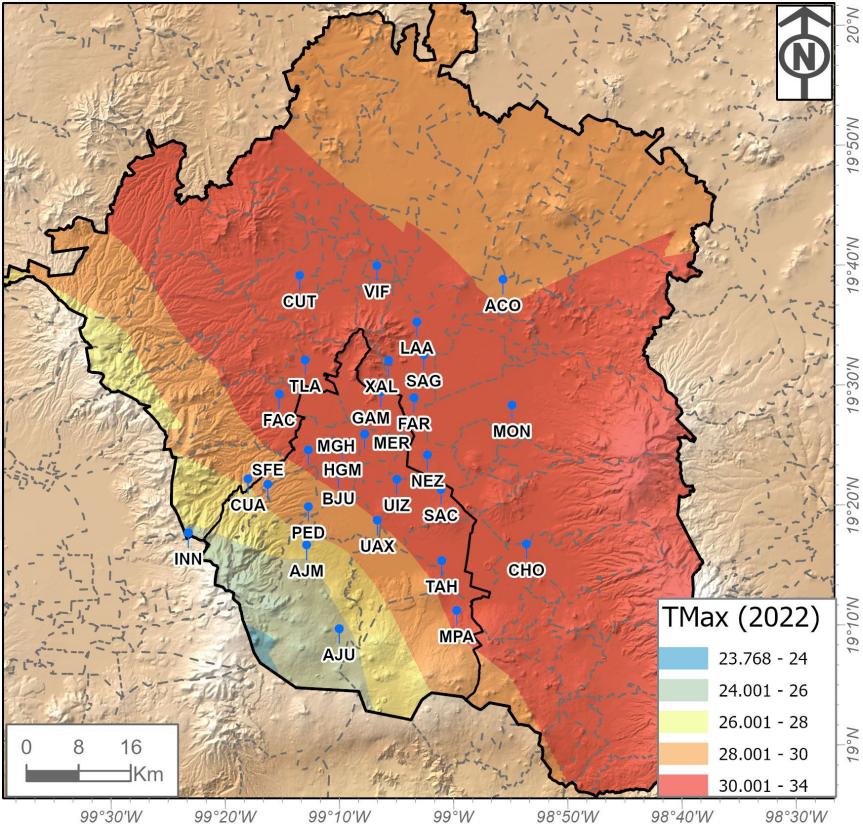 N
20°N
19°50'N
19°40'N
19°30'N
19°20'N
19°10'N
19°N
CUT
VIF
ACO
LAA
TLA
XAL
SAG
FAC
GAM
FAR
MON
MGH
MER
SFE
HGM
NEZ
CUA
BJU
UIZ
SAC
PED
INN
AJM
UAX
CHO
TAH
MPA
AJU
TMax (2022)
23.768 - 24
24.001 - 26
26.001 - 28
28.001 - 30
30.001 - 34
0 8 16
Km
99°30'W 99°20'W 99°10'W 99°W 98°50'W 98°40'W 98°30'W